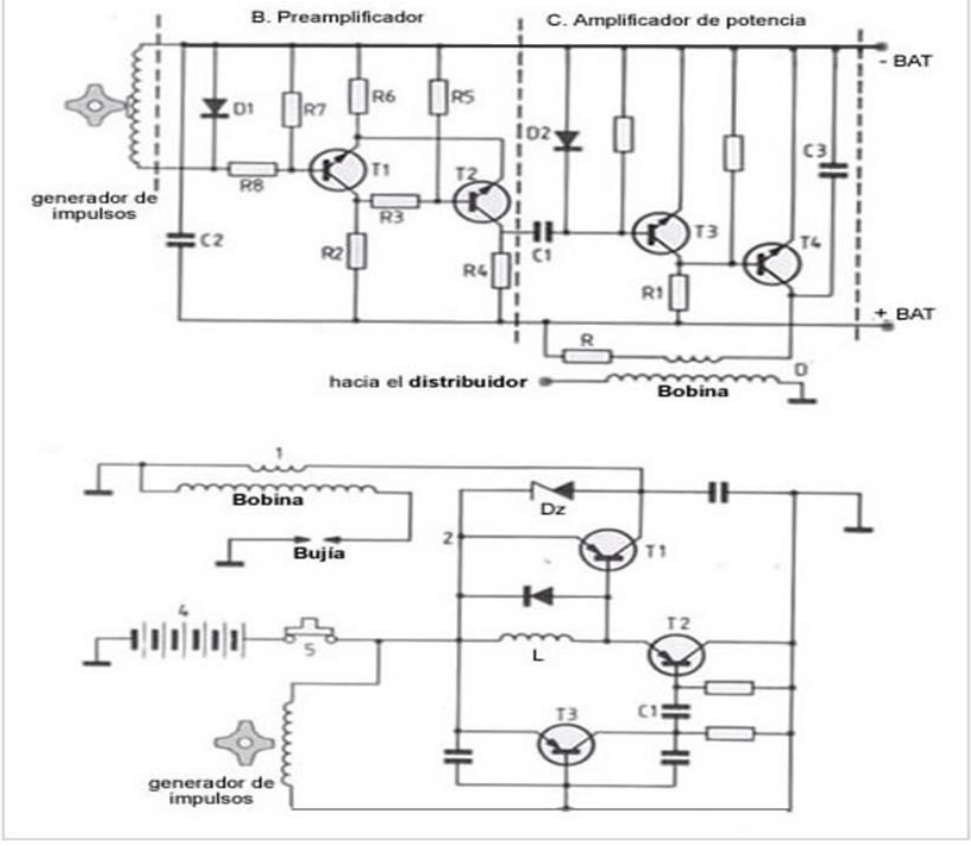 B. Preamplificador
C. Amplificador de potencia
- BAT
D1
R7
R6
R5
D2
C3
T1
T2
R8
generador de
impulsos
R3
C2
R2
R4
C1
T3
T4
R1
+ BAT
R
D
hacia el distribuidor
Bobina
1
Bobina
Dz
2
T1
Bujía
4
5
L
T2
C1
T3
generador de
impulsos